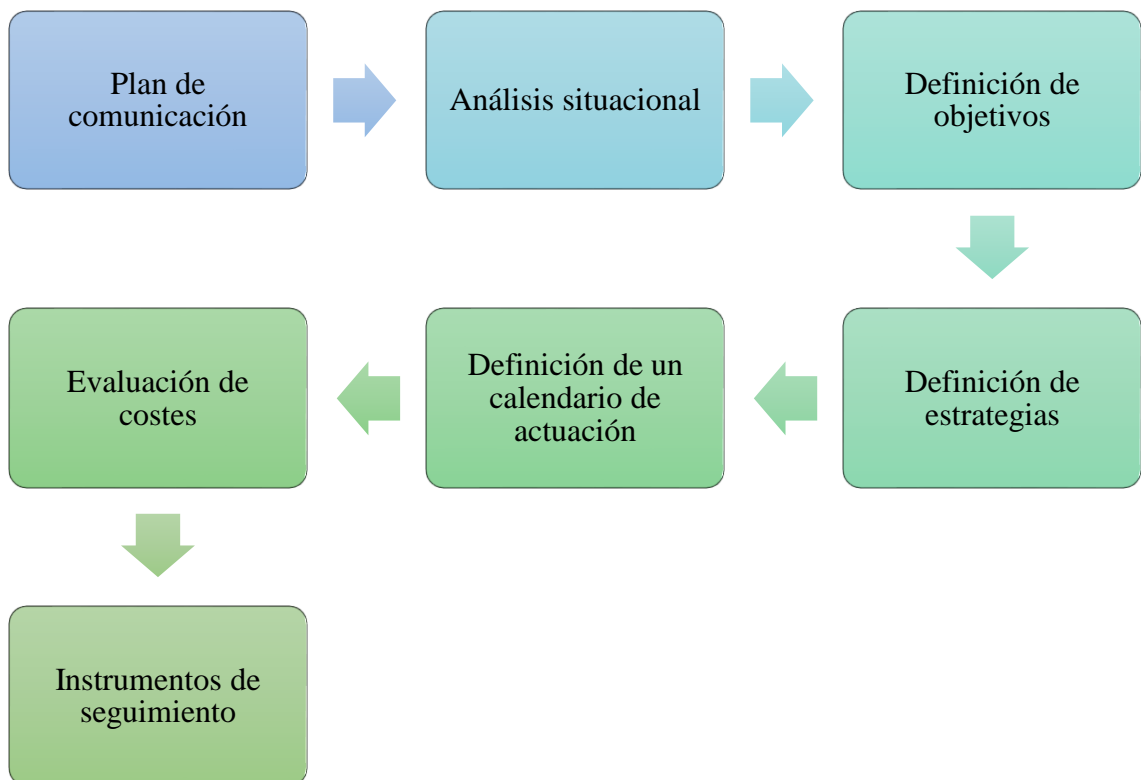 Plan de
comunicación
Análisis situacional
Definición de
objetivos
Definición de
estrategias
Definición de un
calendario de
actuación
Evaluación de
costes
Instrumentos de
seguimiento